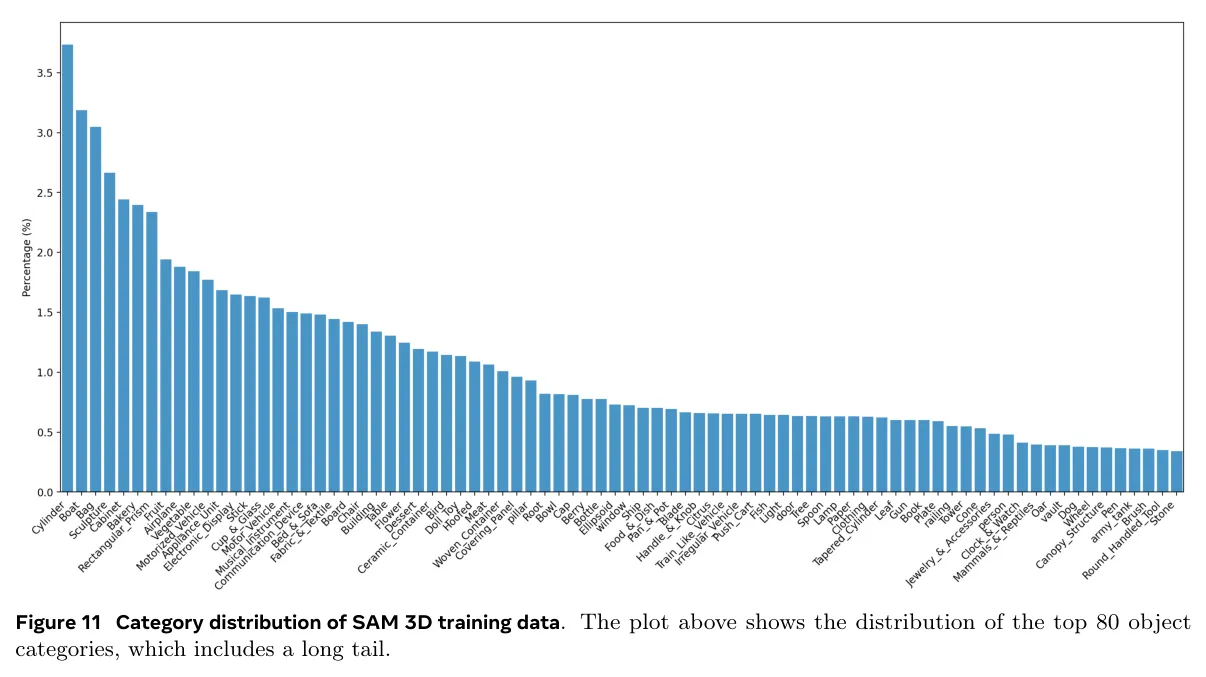 3.5
3.0
2.5
2.0
1.5
1.0
0.5
0.0
Percentage (%)
Cylinder
Boat
Bag
Sculpture
Cabinet
Bakery
Rectangular_Prism
Fruit
Airplane
Vegetable
Motorized_Vehicle
Appliance_Unit
Electronic_Display
Stick
Cup_&_Glass
Motor_Vehicle
Musical_Instrument
Communication_Device
Bed_&_Sofa
Fabric_&_Textile
Board
Chair
Building
Table
Flower
Dessert
Ceramic_Container
Bird
Doll_Toy
Hoofed
Meat
Woven_Container
Covering_Panel
pillar
Root
Bowl
Cap
Berry
Bottle
Ellipsoid
window
Ship
Food_&_Dish
Pan_&_Pot
Blade
Handle_&_Knob
Citrus
Train_Like_Vehicle
Irregular_Vehicle
Push_Cart
Fish
Light
door
Tree
Spoon
Lamp
Paper
Clothing
Tapered_Cylinder
Leaf
Gun
Book
Plate
railing
Tower
Cone
Jewelry_&_Accessories
person
Clock_&_Watch
Mammals_&_Reptiles
Oar
vault
Dog
Wheel
Canopy_Structure
Pen
army_tank
Brush
Round_Handled_Tool
Stone
Figure 11 Category distribution of SAM 3D training data. The plot above shows the distribution of the top 80 object
categories, which includes a long tail.